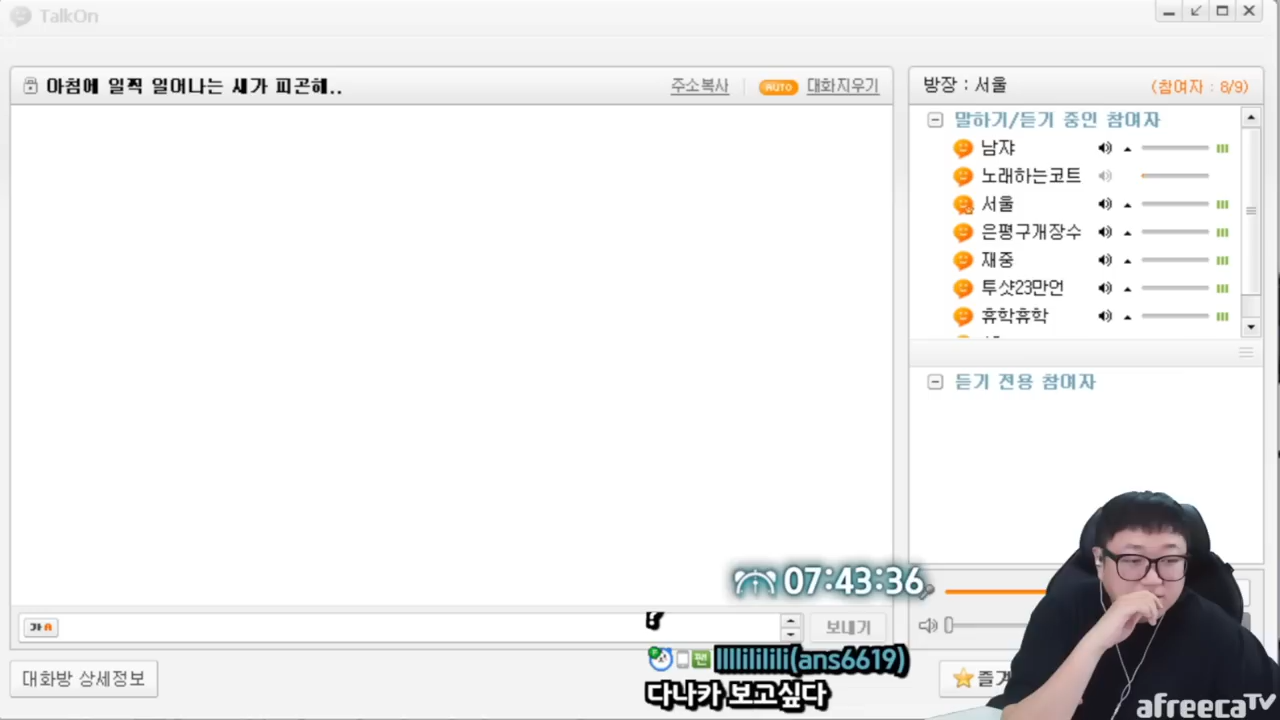 TalkOn
아침에 일찍 일어나는 새가 피곤해..
주소복사
AUTO 대화지우기
방장 : 서울
(참여자 : 8/9)
말하기/듣기 중인 참여자
남쟈
노래하는코트
서울
은평구개장수
재중
투샷23만언
휴학휴학
듣기 전용 참여자
07:43:36
?
가
보내기
팬 llllililili(ans6619)
다나카 보고싶다
대화방 상세정보
afreecaTV